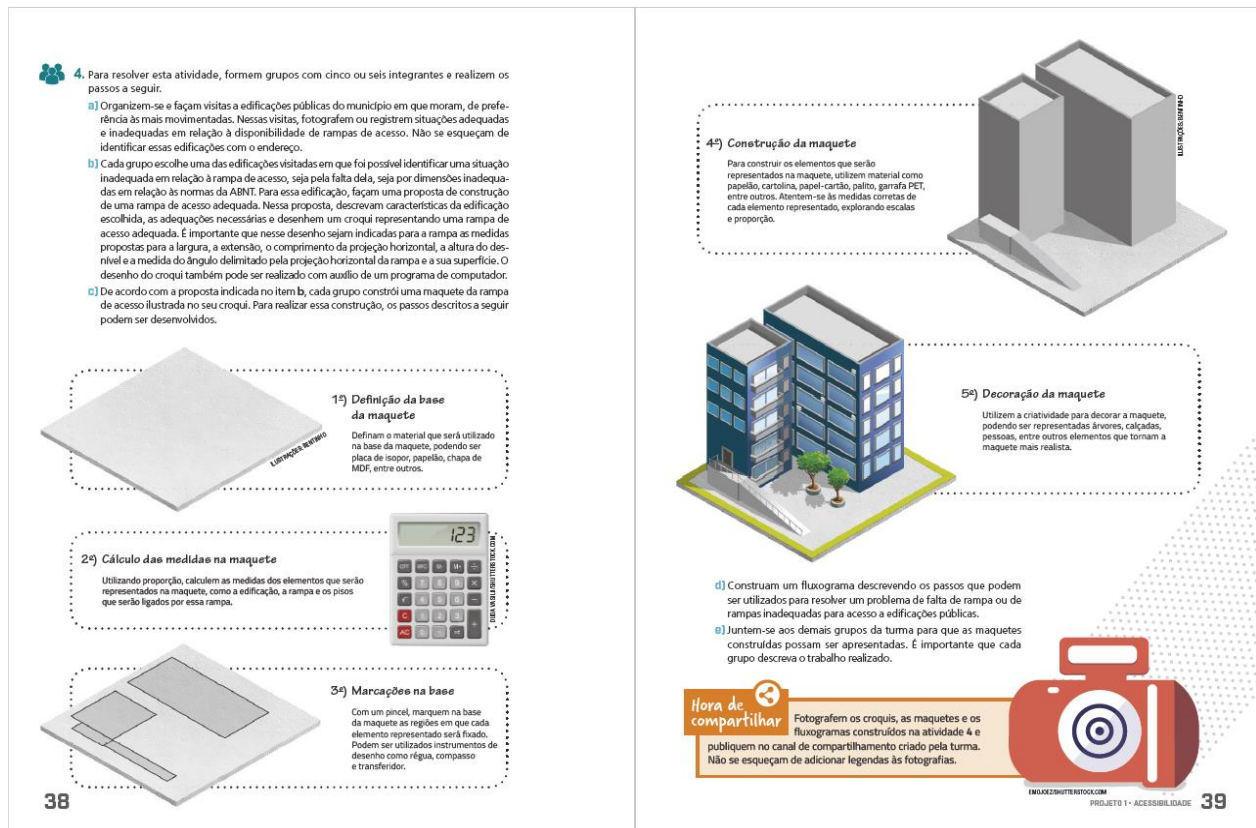 4. Para resolver esta atividade, formem grupos com cinco ou seis integrantes e realizem os
passos a seguir.
a) Organizem-se e façam visitas a edificações públicas do município em que moram, de prefe-
rência às mais movimentadas. Nessas visitas, fotografem ou registrem situações adequadas
e inadequadas em relação à disponibilidade de rampas de acesso. Não se esqueçam de
identificar essas edificações com o endereço.
b) Cada grupo escolhe uma das edificações visitadas em que foi possível identificar uma situação
inadequada em relação à rampa de acesso, seja pela falta dela, seja por dimensões inadequa-
das em relação às normas da ABNT. Para essa edificação, façam uma proposta de construção
de uma rampa de acesso adequada. Nessa proposta, descrevam características da edificação
escolhida, as adequações necessárias e desenhem um croqui representando uma rampa de
acesso adequada. É importante que nesse desenho sejam indicadas para a rampa as medidas
propostas para a largura, a extensão, o comprimento da projeção horizontal, a altura do des-
nível e a medida do ângulo delimitado pela projeção horizontal da rampa e a sua superfície. O
desenho do croqui também pode ser realizado com auxílio de um programa de computador.
c) De acordo com a proposta indicada no item b, cada grupo constrói uma maquete da rampa
de acesso ilustrada no seu croqui. Para realizar essa construção, os passos descritos a seguir
podem ser desenvolvidos.
1º) Definição da base
da maquete
Definam o material que será utilizado
na base da maquete, podendo ser
placa de isopor, papelão, chapa de
MDF, entre outros.
ILUSTRAÇÕES: BENTINHO
2º) Cálculo das medidas na maquete
Utilizando proporção, calculem as medidas dos elementos que serão
representados na maquete, como a edificação, a rampa e os pisos
que serão ligados por essa rampa.
123
3º) Marcações na base
Com um pincel, marquem na base
da maquete as regiões em que cada
elemento representado será fixado.
Podem ser utilizados instrumentos de
desenho como régua, compasso
e transferidor.
38
4º) Construção da maquete
Para construir os elementos que serão
representados na maquete, utilizem material como
papelão, cartolina, papel-cartão, palito, garrafa PET,
entre outros. Atentem-se às medidas corretas de
cada elemento representado, explorando escalas
e proporção.
ILUSTRAÇÕES: BENTINHO
5º) Decoração da maquete
Utilizem a criatividade para decorar a maquete,
podendo ser representadas árvores, calçadas,
pessoas, entre outros elementos que tornam a
maquete mais realista.
d) Construam um fluxograma descrevendo os passos que podem
ser utilizados para resolver um problema de falta de rampa ou de
rampas inadequadas para acesso a edificações públicas.
e) Juntem-se aos demais grupos da turma para que as maquetes
construídas possam ser apresentadas. É importante que cada
grupo descreva o trabalho realizado.
Hora de
compartilhar
Fotografem os croquis, as maquetes e os
fluxogramas construídos na atividade 4 e
publiquem no canal de compartilhamento criado pela turma.
Não se esqueçam de adicionar legendas às fotografias.
EMOJOEZ/SHUTTERSTOCK.COM
PROJETO 1 • ACESSIBILIDADE 39